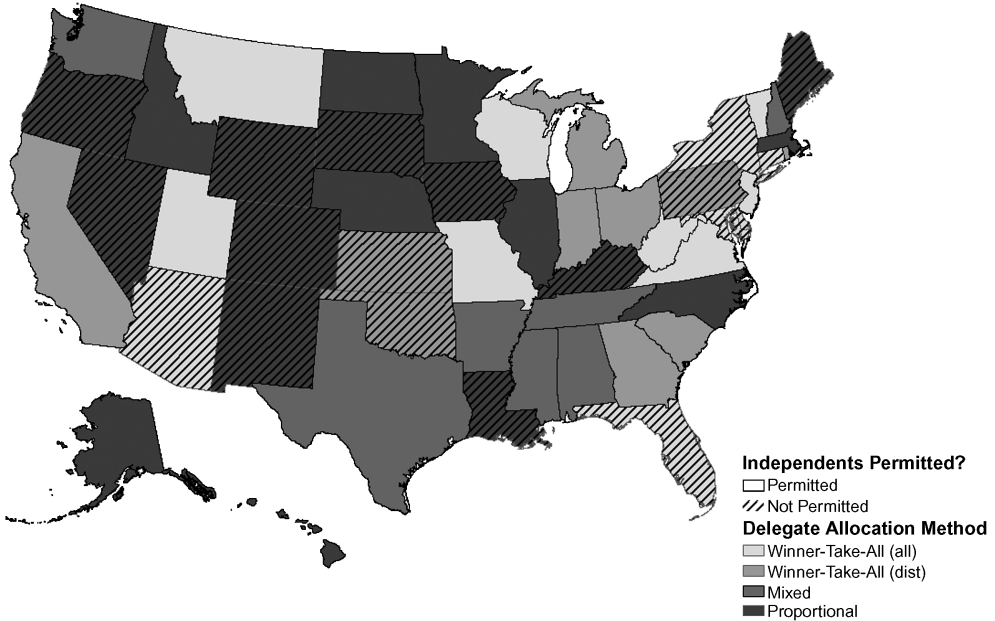 Independents Permitted?
Permitted
Not Permitted
Delegate Allocation Method
Winner-Take-All (all)
Winner-Take-All (dist)
Mixed
Proportional